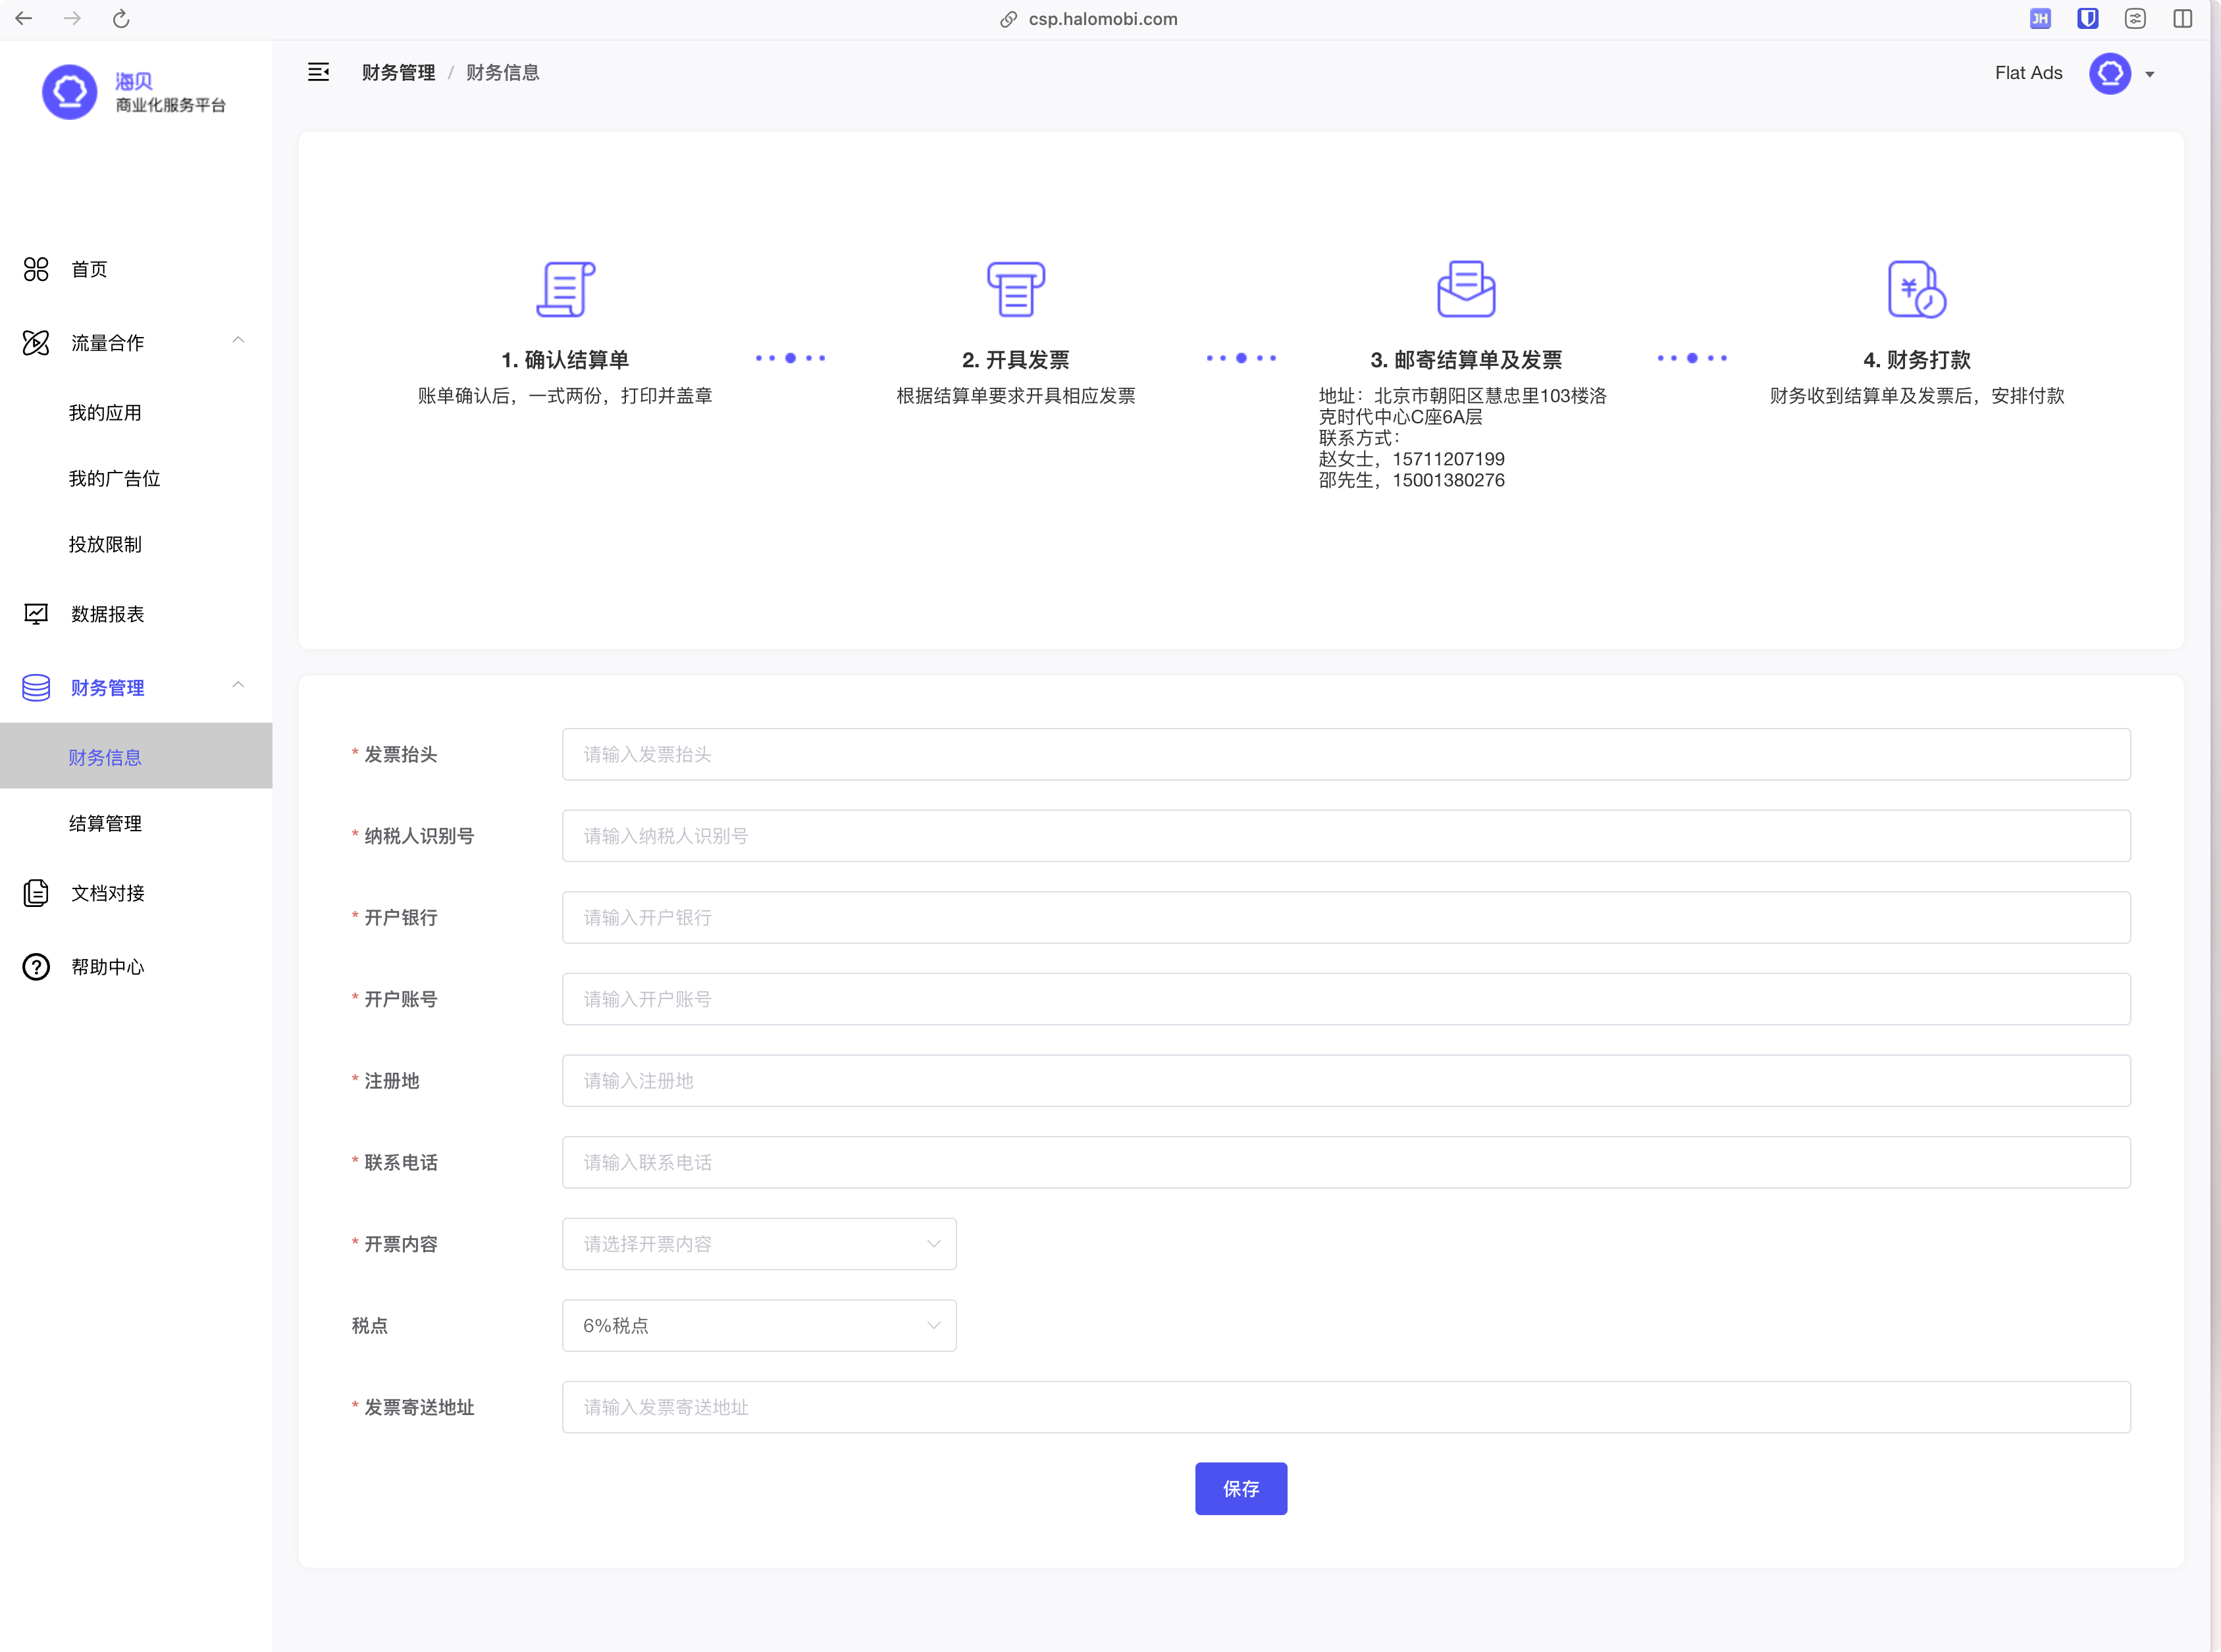 csp.halomobi.com
JH
海贝
商业化服务平台
财务管理 / 财务信息
Flat Ads
首页
流量合作
我的应用
我的广告位
投放限制
数据报表
财务管理
财务信息
结算管理
文档对接
帮助中心
1. 确认结算单
账单确认后，一式两份，打印并盖章
2. 开具发票
根据结算单要求开具相应发票
3. 邮寄结算单及发票
地址：北京市朝阳区慧忠里103楼洛
克时代中心C座6A层
联系方式：
赵女士，15711207199
邵先生，15001380276
¥
4. 财务打款
财务收到结算单及发票后，安排付款
* 发票抬头 请输入发票抬头
* 纳税人识别号 请输入纳税人识别号
* 开户银行 请输入开户银行
* 开户账号 请输入开户账号
* 注册地 请输入注册地
* 联系电话 请输入联系电话
* 开票内容 请选择开票内容
税点 6%税点
* 发票寄送地址 请输入发票寄送地址
保存